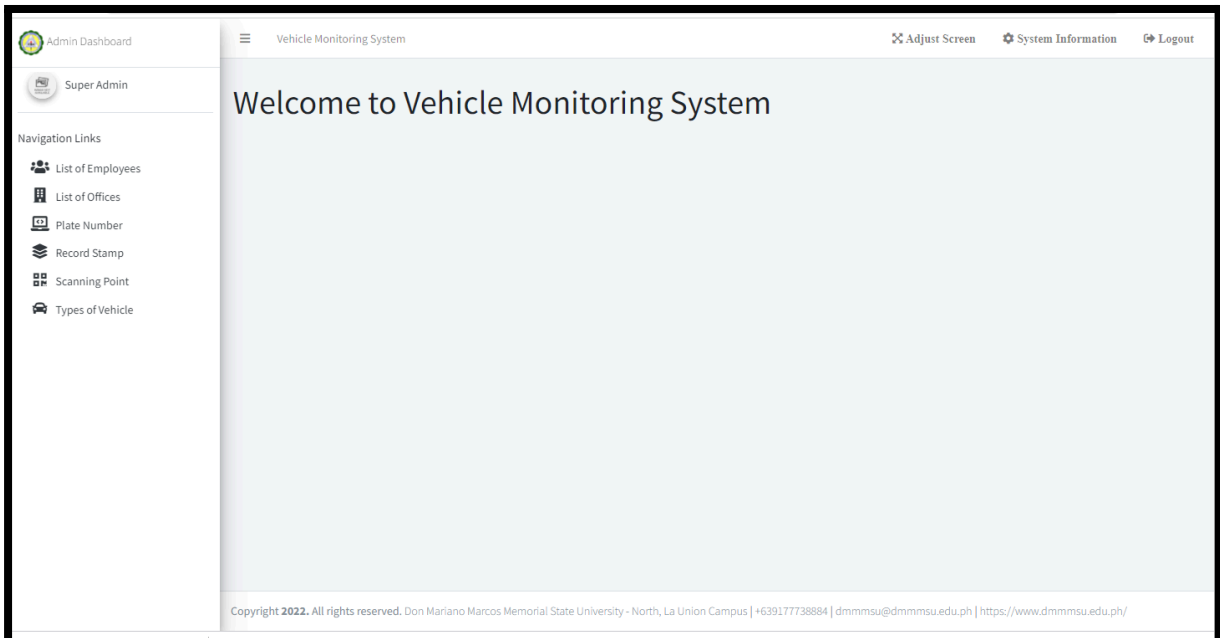 Admin Dashboard
Vehicle Monitoring System
Adjust Screen
System Information
Logout
Super Admin
Welcome to Vehicle Monitoring System
Navigation Links
List of Employees
List of Offices
Plate Number
Record Stamp
Scanning Point
Types of Vehicle
Copyright 2022. All rights reserved. Don Mariano Marcos Memorial State University - North, La Union Campus | +639177738884 | dmmmsu@dmmmsu.edu.ph | https://www.dmmmsu.edu.ph/